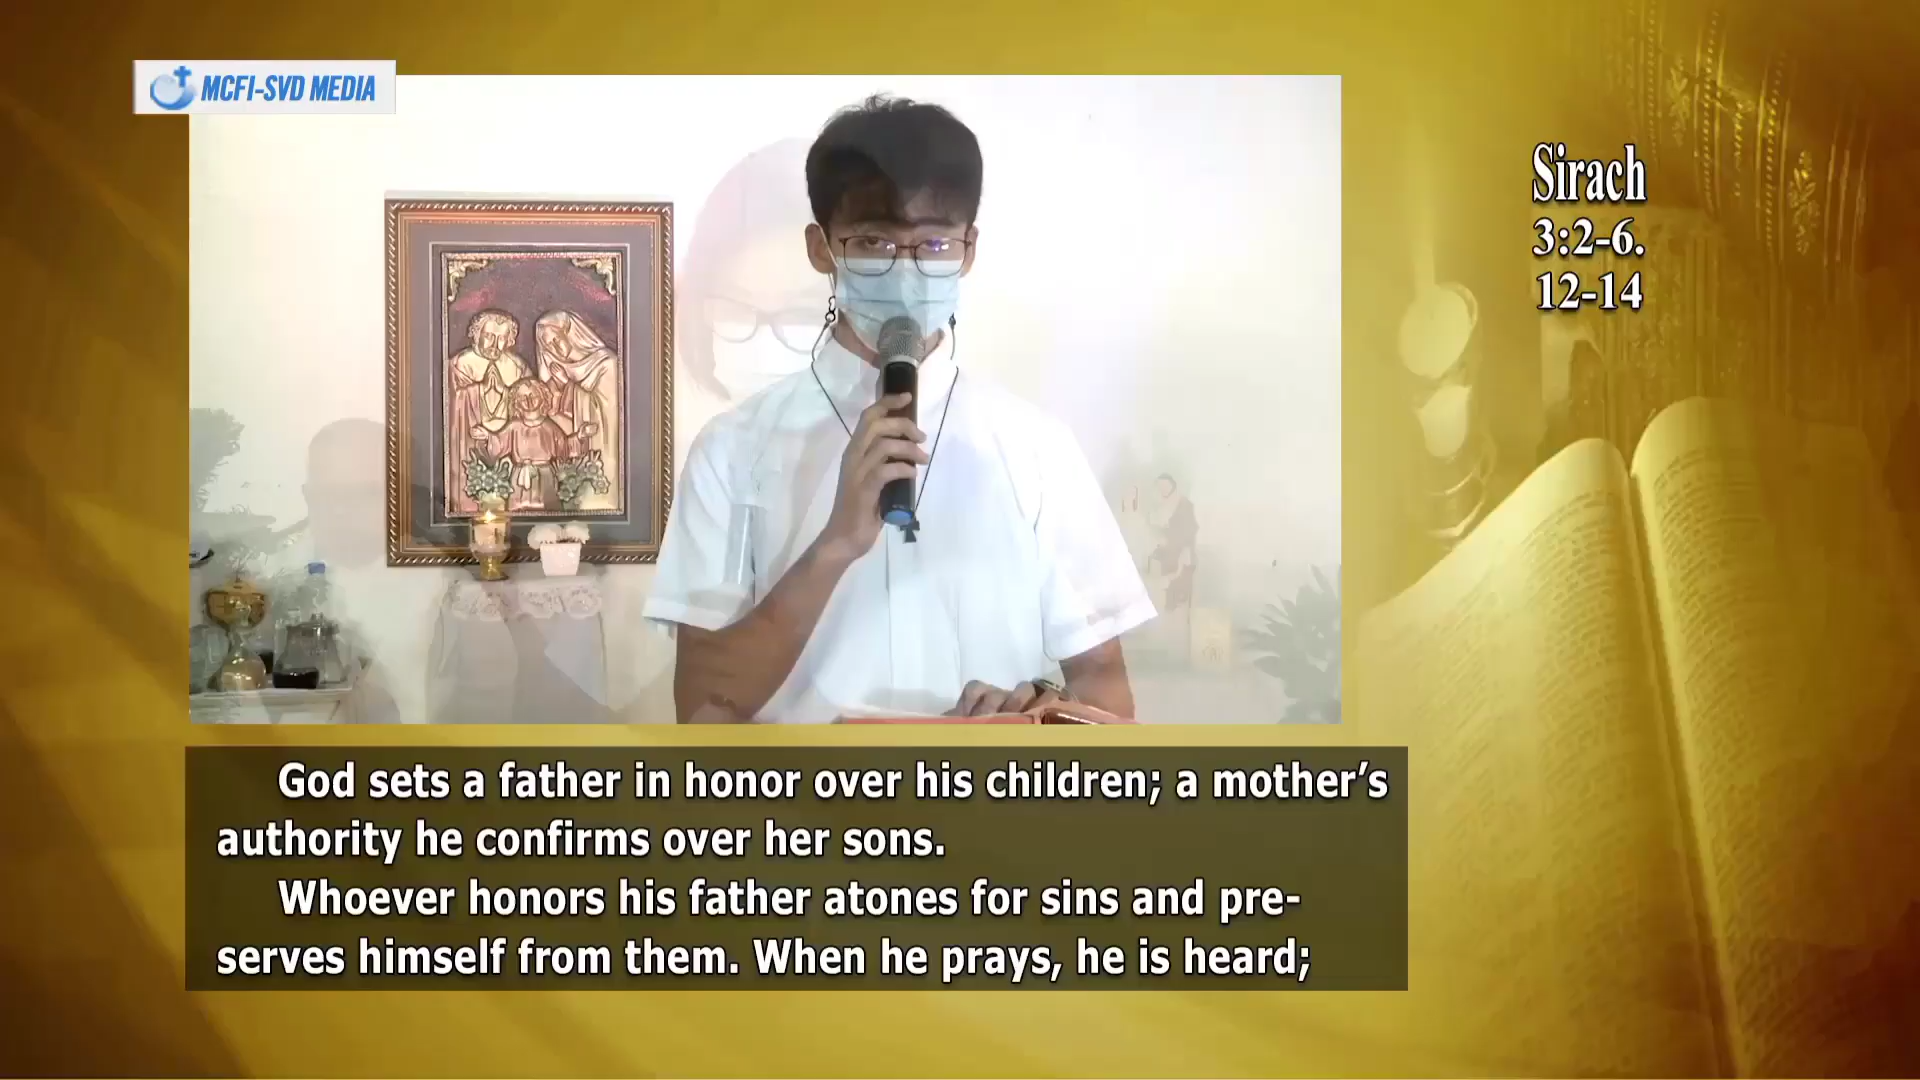 MCFI-SVD MEDIA
Sirach
3:2-6.
12-14
God sets a father in honor over his children; a mother’s
authority he confirms over her sons.
Whoever honors his father atones for sins and pre-
serves himself from them. When he prays, he is heard;